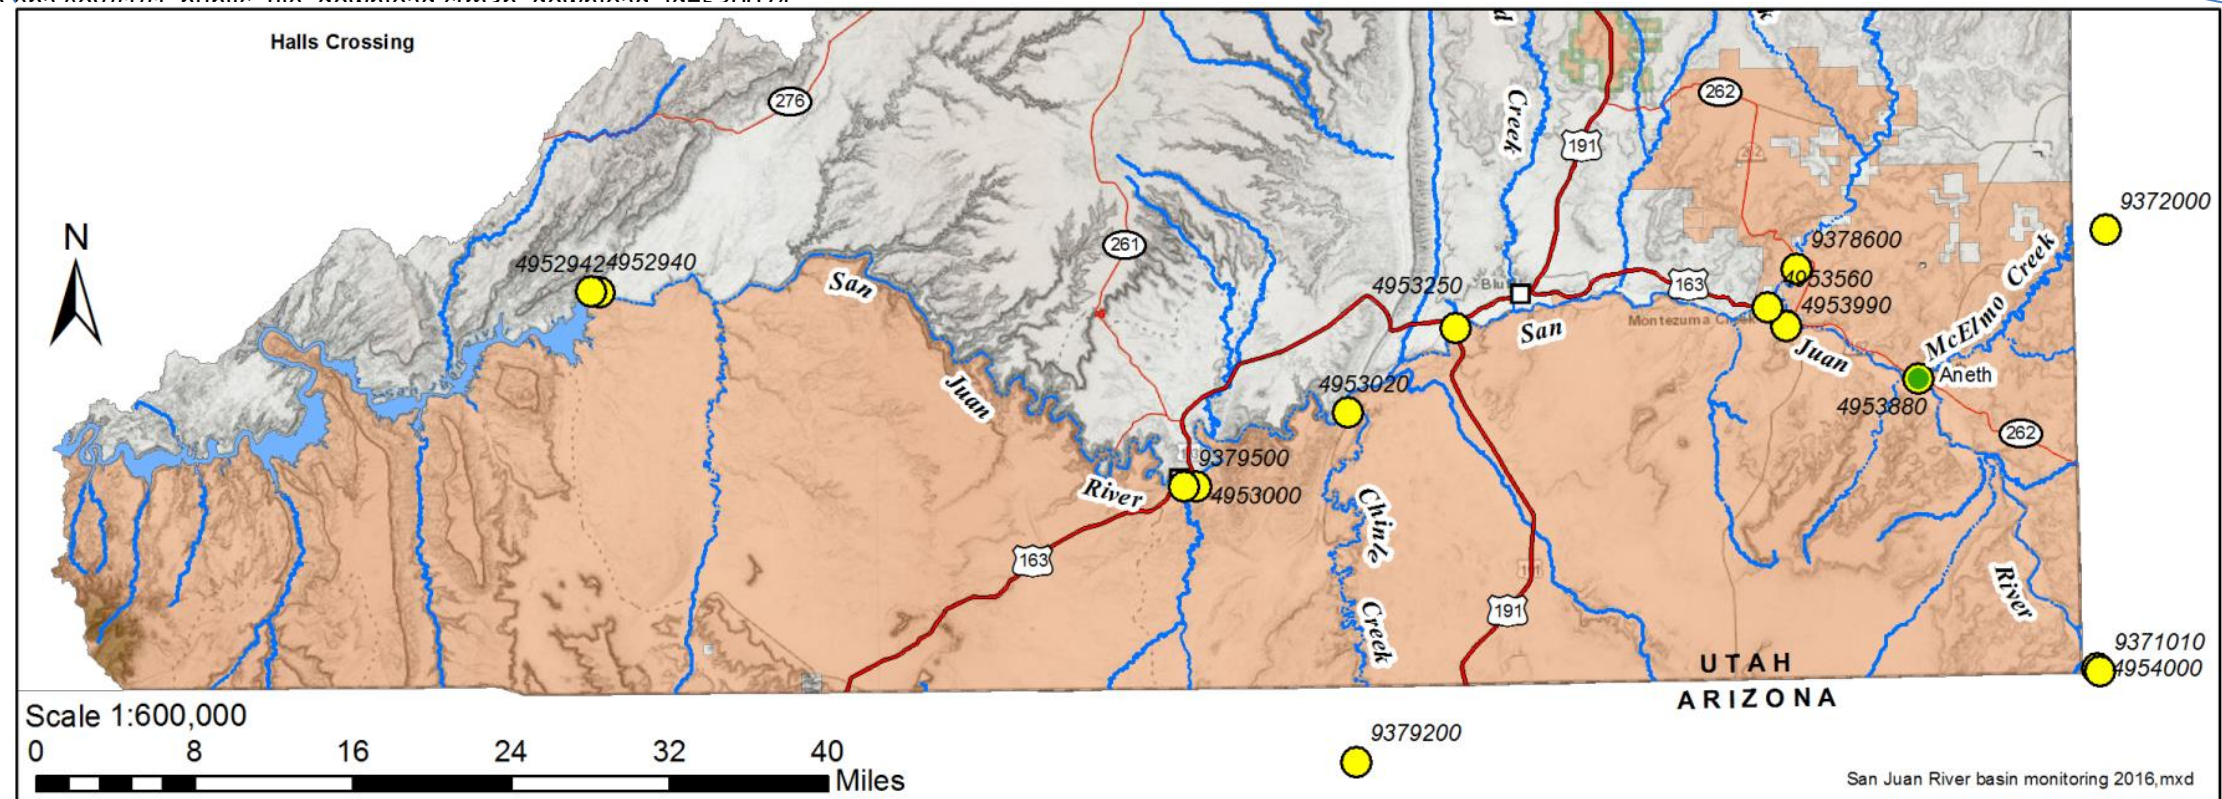 Halls Crossing
276
262
Creek
191
N
9372000
261
9378600
49529424952940
San
4953250
163
4953560
4953990
McElmo Creek
San
Montezuma Creek
Juan
Juan
4953020
Aneth
4953880
262
9379500
4953000
River
Chinle
Creek
163
191
River
UTAH
ARIZONA
9371010
4954000
Scale 1:600,000
0 8 16 24 32 40
Miles
9379200
San Juan River basin monitoring 2016,mxd